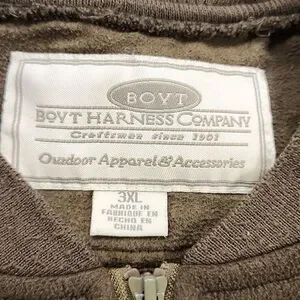 BOYT
BOYT HARNESS COMPANY
Craftsmen since 1901
Outdoor Apparel & Accessories
3XL
MADE IN
FABRIQUE EN
HECHO EN
CHINA